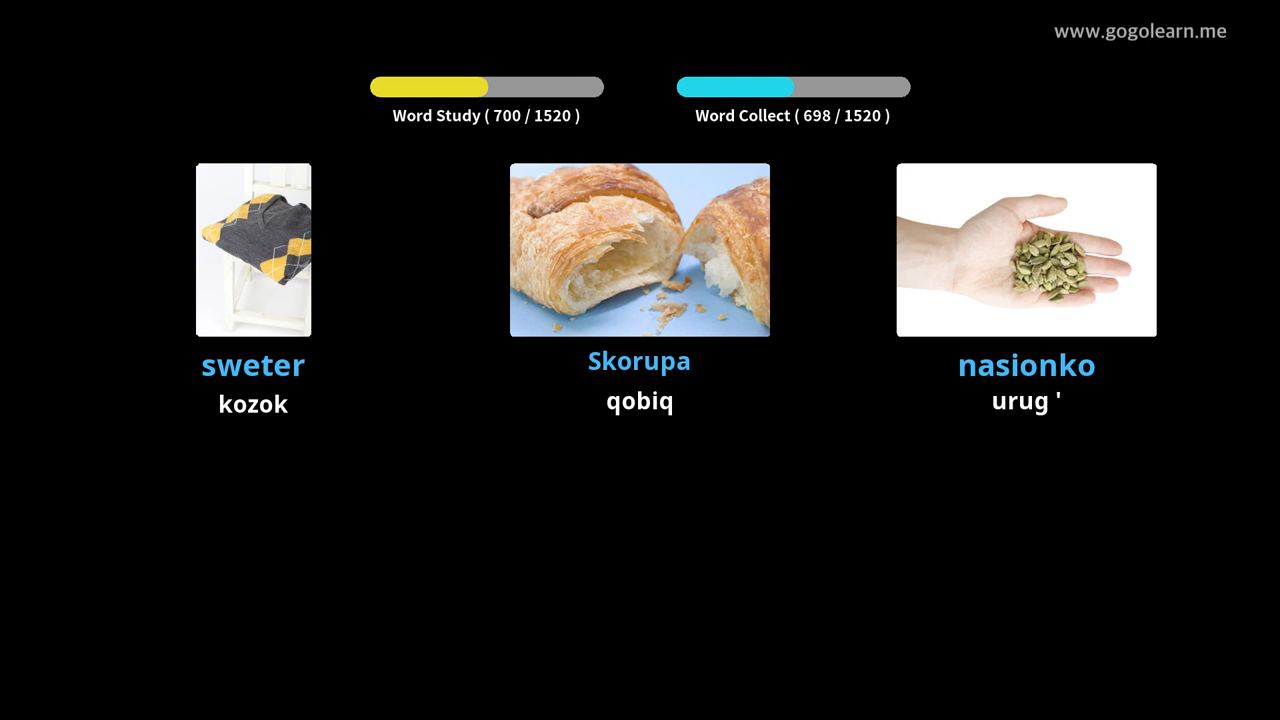 www.gogolearn.me
Word Study ( 700 / 1520 )
Word Collect ( 698 / 1520 )
sweter
kozok
Skorupa
qobiq
nasionko
urug '